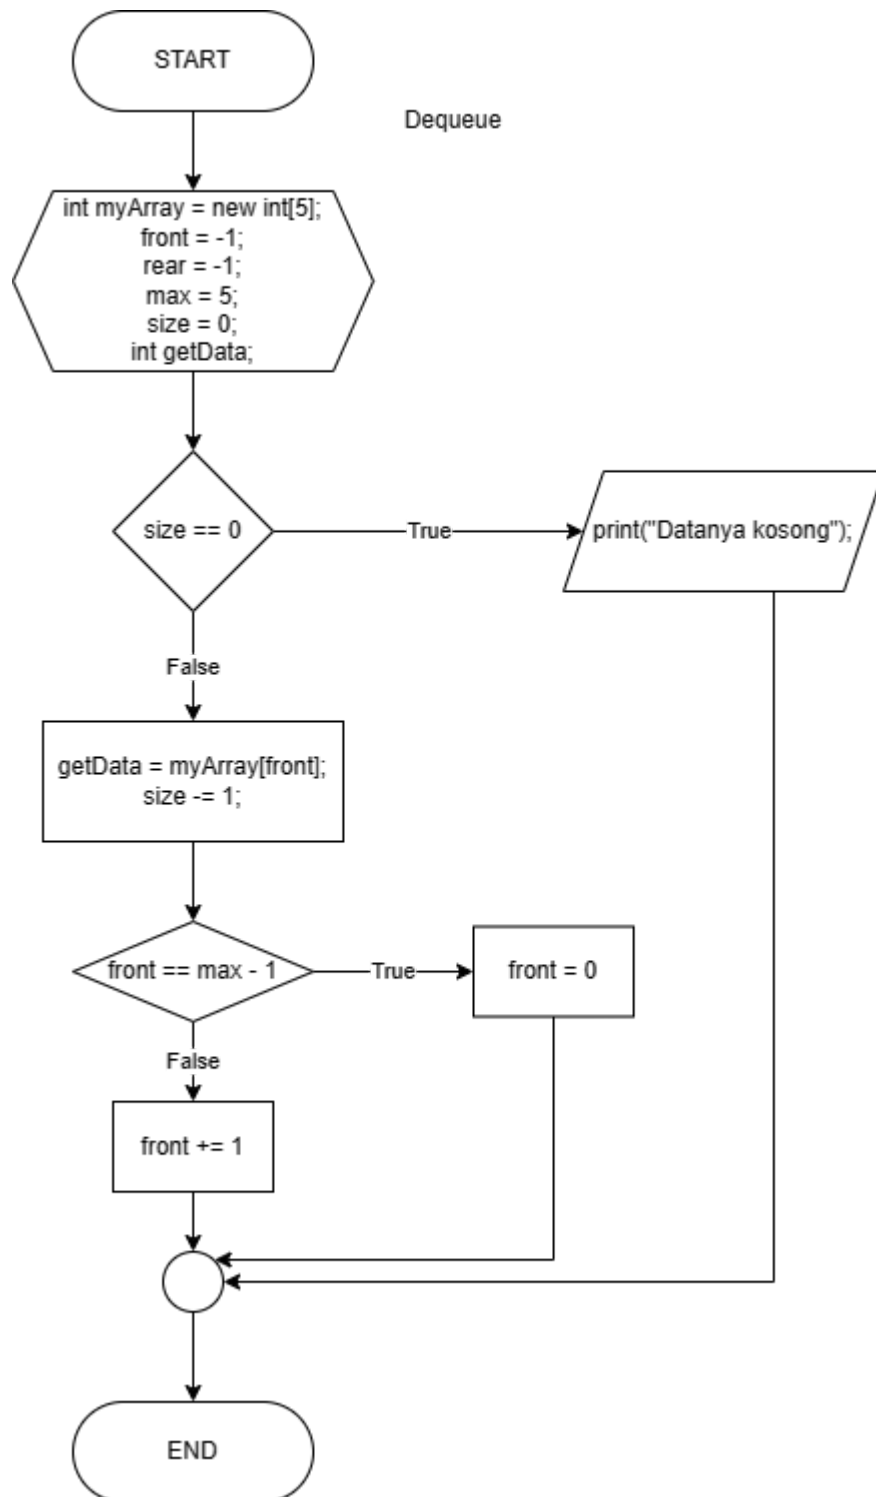 START
Dequeue
int myArray = new int[5];
front = -1;
rear = -1;
max = 5;
size = 0;
int getData;
size == 0
True
print("Datanya kosong");
False
getData = myArray[front];
size -= 1;
front == max - 1
True
front = 0
False
front += 1
END